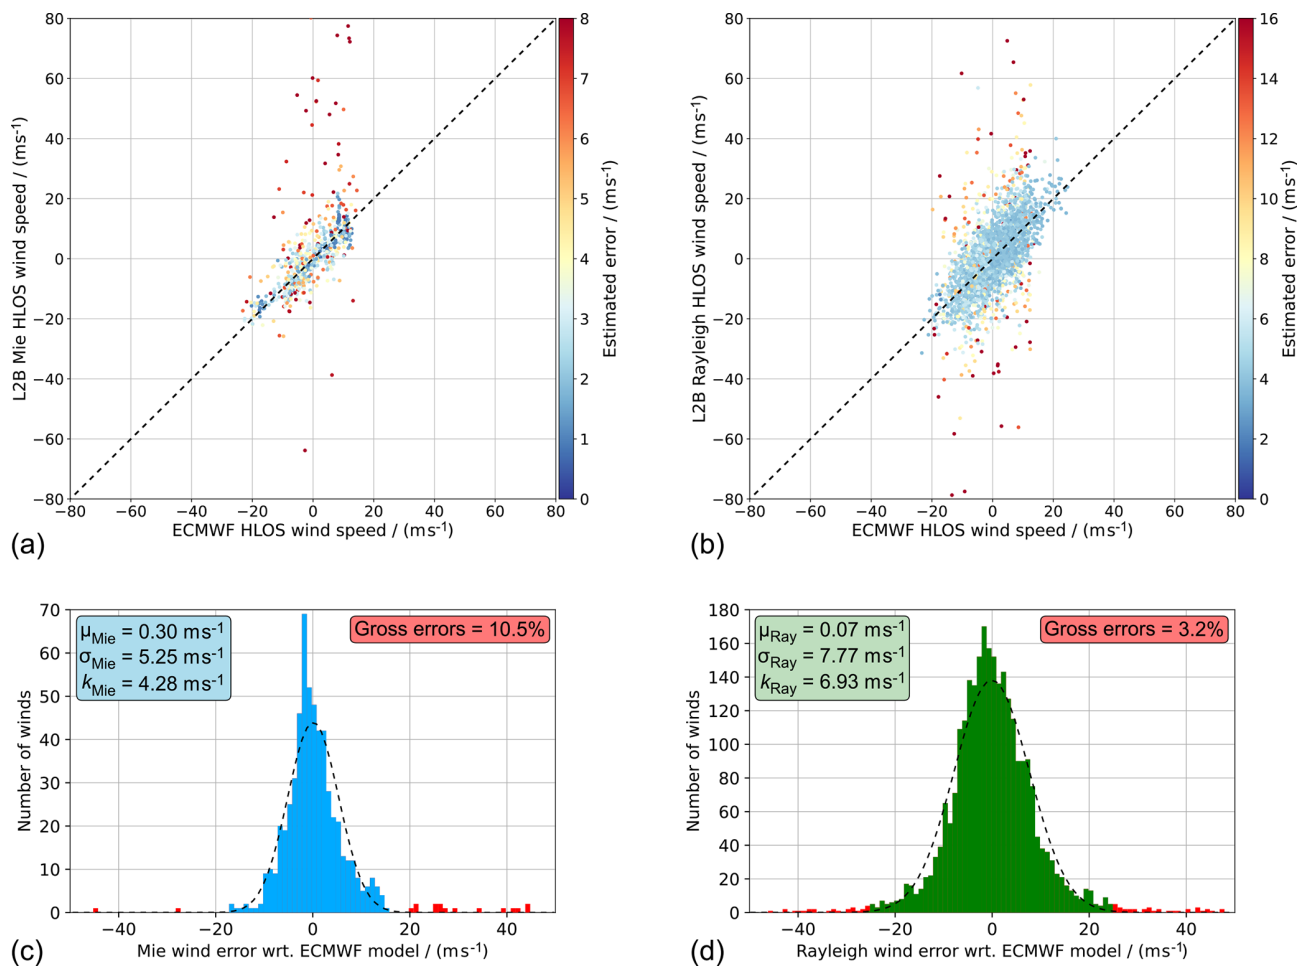 80
60
40
20
0
−20
−40
−60
−80
−80 −60 −40 −20 0 20 40 60 80
L2B Mie HLOS wind speed / (ms⁻¹)
ECMWF HLOS wind speed / (ms⁻¹)
8
7
6
5
4
3
2
1
0
Estimated error / (ms⁻¹)
(a)
80
60
40
20
0
−20
−40
−60
−80
−80 −60 −40 −20 0 20 40 60 80
L2B Rayleigh HLOS wind speed / (ms⁻¹)
ECMWF HLOS wind speed / (ms⁻¹)
16
14
12
10
8
6
4
2
0
Estimated error / (ms⁻¹)
(b)
70
60
50
40
30
20
10
0
Number of winds
μMie = 0.30 ms⁻¹
σMie = 5.25 ms⁻¹
kMie = 4.28 ms⁻¹
Gross errors = 10.5%
−40 −20 0 20 40
Mie wind error wrt. ECMWF model / (ms⁻¹)
(c)
180
160
140
120
100
80
60
40
20
0
Number of winds
μRay = 0.07 ms⁻¹
σRay = 7.77 ms⁻¹
kRay = 6.93 ms⁻¹
Gross errors = 3.2%
−40 −20 0 20 40
Rayleigh wind error wrt. ECMWF model / (ms⁻¹)
(d)